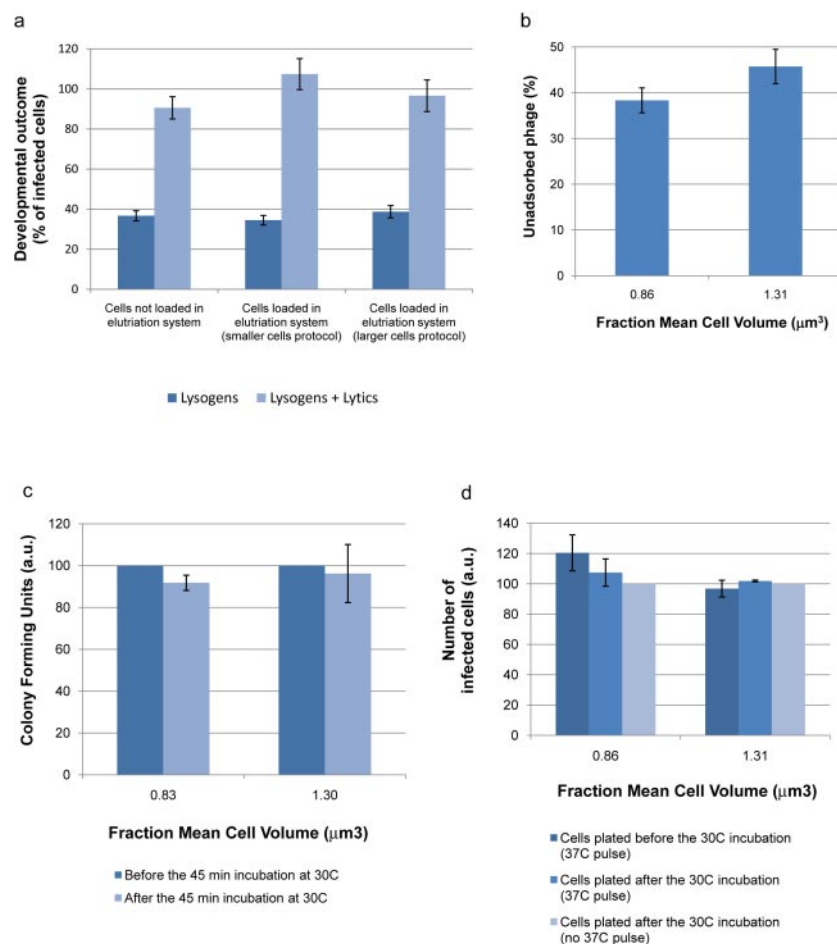 a
Developmental outcome
(% of infected cells)
120
100
80
60
40
20
0
Cells not loaded in
elutriation system
Cells loaded in
elutriation system
(smaller cells protocol)
Cells loaded in
elutriation system
(larger cells protocol)
Lysogens
Lysogens + Lytics
b
Unadsorbed phage (%)
50
40
30
20
10
0
0.86
1.31
Fraction Mean Cell Volume (μm³)
c
Colony Forming Units (a.u.)
120
100
80
60
40
20
0
0.83
1.30
Fraction Mean Cell Volume (μm3)
Before the 45 min incubation at 30C
After the 45 min incubation at 30C
d
Number of
infected cells (a.u.)
140
120
100
80
60
40
20
0
0.86
1.31
Fraction Mean Cell Volume (μm3)
Cells plated before the 30C incubation
(37C pulse)
Cells plated after the 30C incubation
(37C pulse)
Cells plated after the 30C incubation
(no 37C pulse)